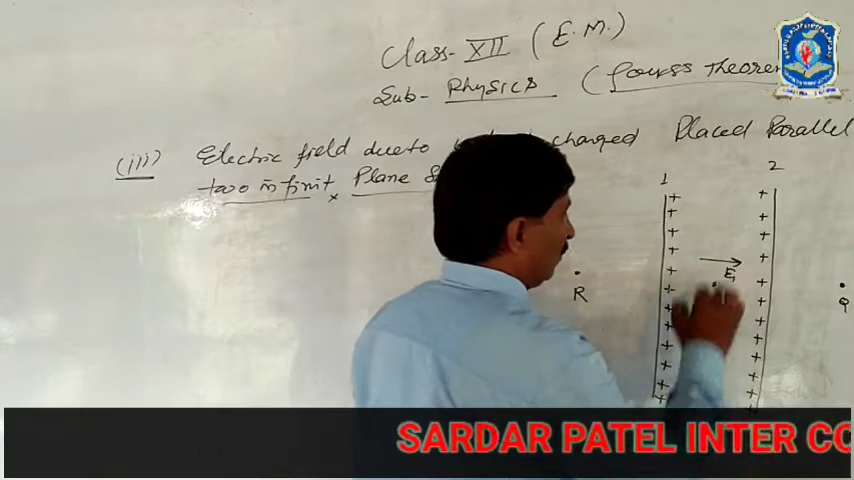 Class- XII (E.M.)
Sub- Physics (Gauss Theorem
(iii) Electric field due to charged Placed Parallel
two infinit Plane
1 2
+ +
+ +
+ +
+ +
+ +
+ +
+ +
+ +
+ +
+ +
+ +
E₁
R
Q
SARDAR PATEL INTER CO